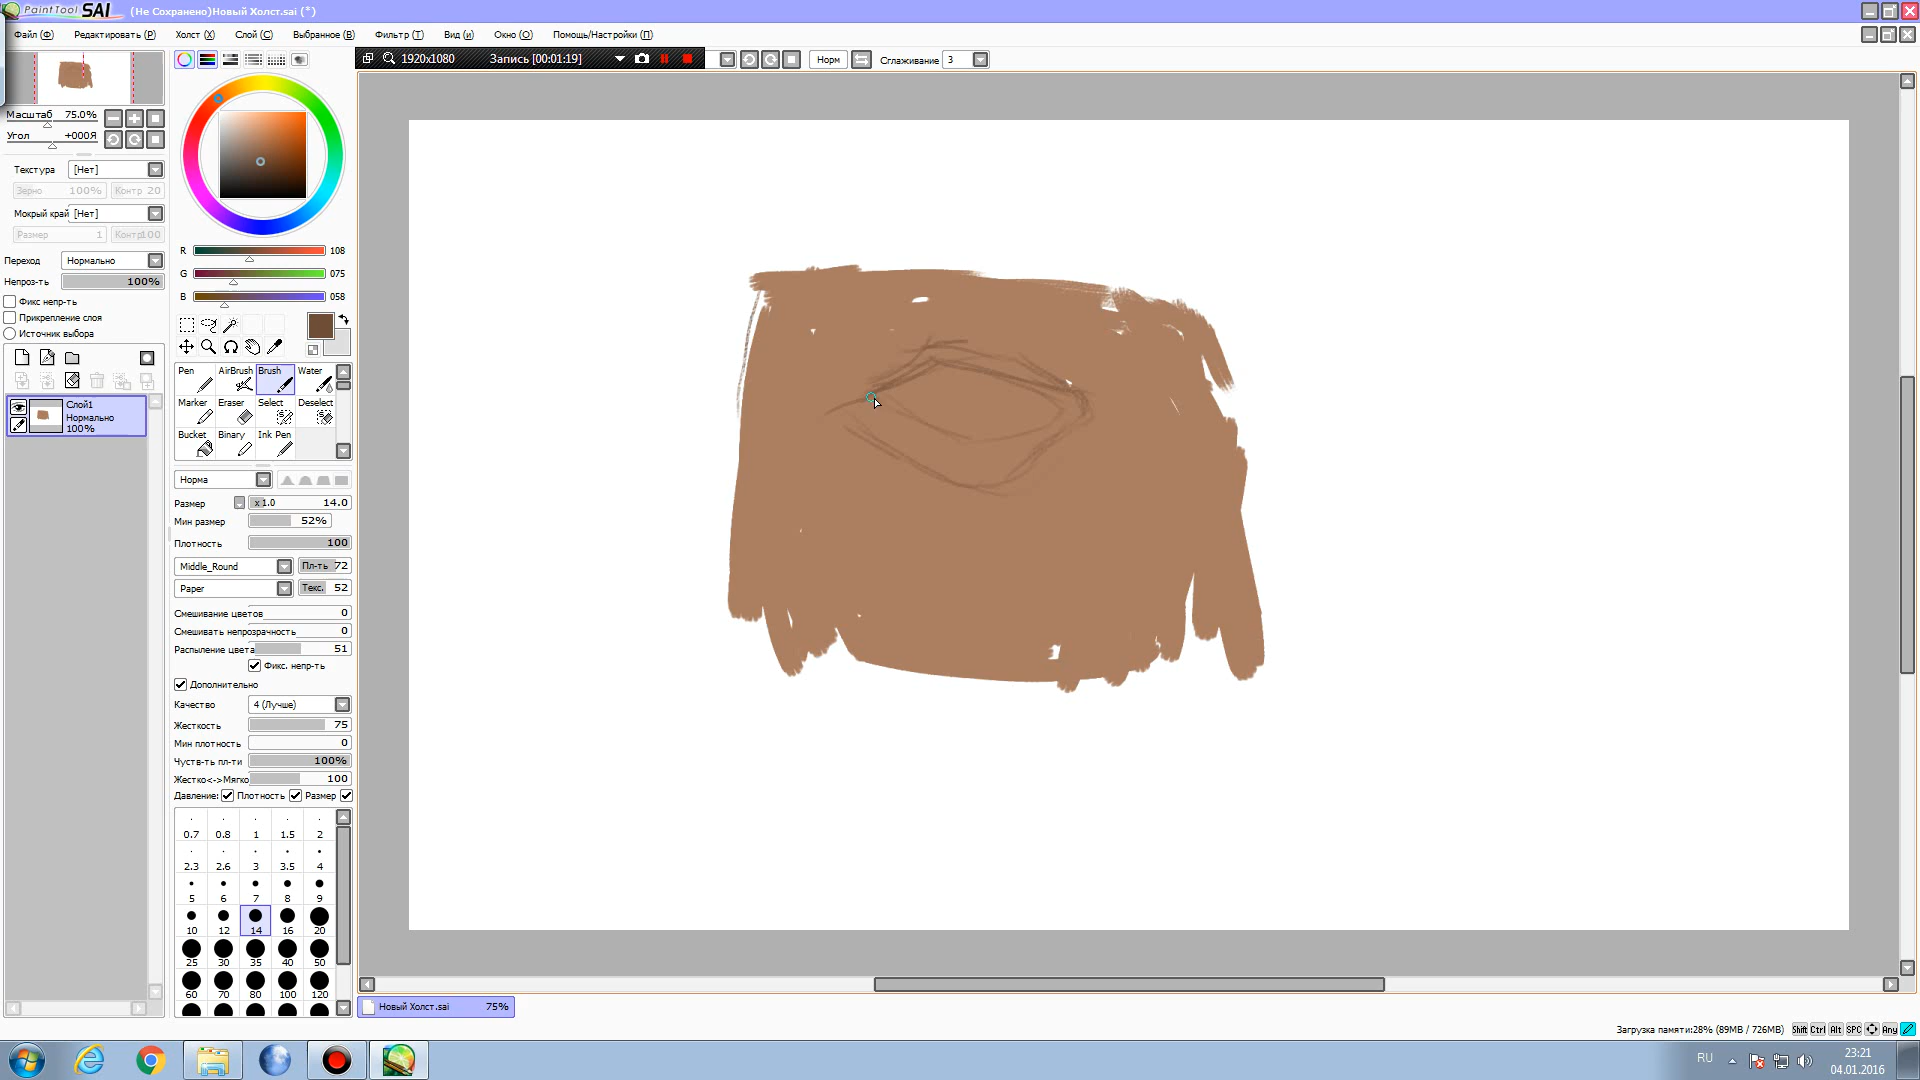 PaintTool SAI (Не Сохранено)Новый Холст.sai (*)
Файл (Ф) Редактировать (Р) Холст (Х) Слой (С) Выбранное (В) Фильтр (Т) Вид (и) Окно (О) Помощь/Настройки (П)
1920x1080 Запись [00:01:19] Норм Сглаживание 3
Масштаб 75.0%
Угол +000Я
Текстура [Нет]
Зерно 100% Контр 20
Мокрый край [Нет]
Размер 1 Контр100
Переход Нормально
Непроз-ть 100%
Фикс непр-ть
Прикрепление слоя
Источник выбора
Слой1
Нормально
100%
R 108
G 075
B 058
Pen AirBrush Brush Water
Marker Eraser Select Deselect
Bucket Binary Ink Pen
Норма
Размер x 1.0 14.0
Мин размер 52%
Плотность 100
Middle_Round Пл-ть 72
Paper Текс. 52
Смешивание цветов 0
Смешивать непрозрачность 0
Распыление цвета 51
Фикс. непр-ть
Дополнительно
Качество 4 (Лучше)
Жесткость 75
Мин плотность 0
Чуств-ть пл-ти 100%
Жестко<->Мягко 100
Давление: Плотность Размер
0.7 0.8 1 1.5 2
2.3 2.6 3 3.5 4
5 6 7 8 9
10 12 14 16 20
25 30 35 40 50
60 70 80 100 120
Новый Холст.sai 75%
Загрузка памяти:28% (89MB / 726MB) Shift Ctrl Alt SPC Any
RU 23:21
04.01.2016